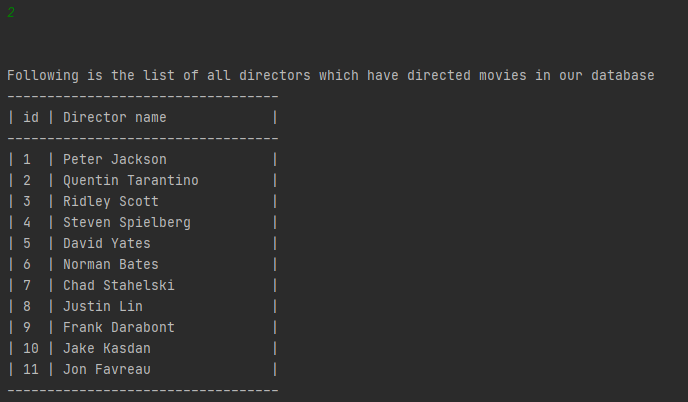 2
Following is the list of all directors which have directed movies in our database
----------------------------------
| id | Director name             |
----------------------------------
| 1  | Peter Jackson             |
| 2  | Quentin Tarantino         |
| 3  | Ridley Scott              |
| 4  | Steven Spielberg          |
| 5  | David Yates               |
| 6  | Norman Bates              |
| 7  | Chad Stahelski            |
| 8  | Justin Lin                |
| 9  | Frank Darabont            |
| 10 | Jake Kasdan               |
| 11 | Jon Favreau               |
----------------------------------